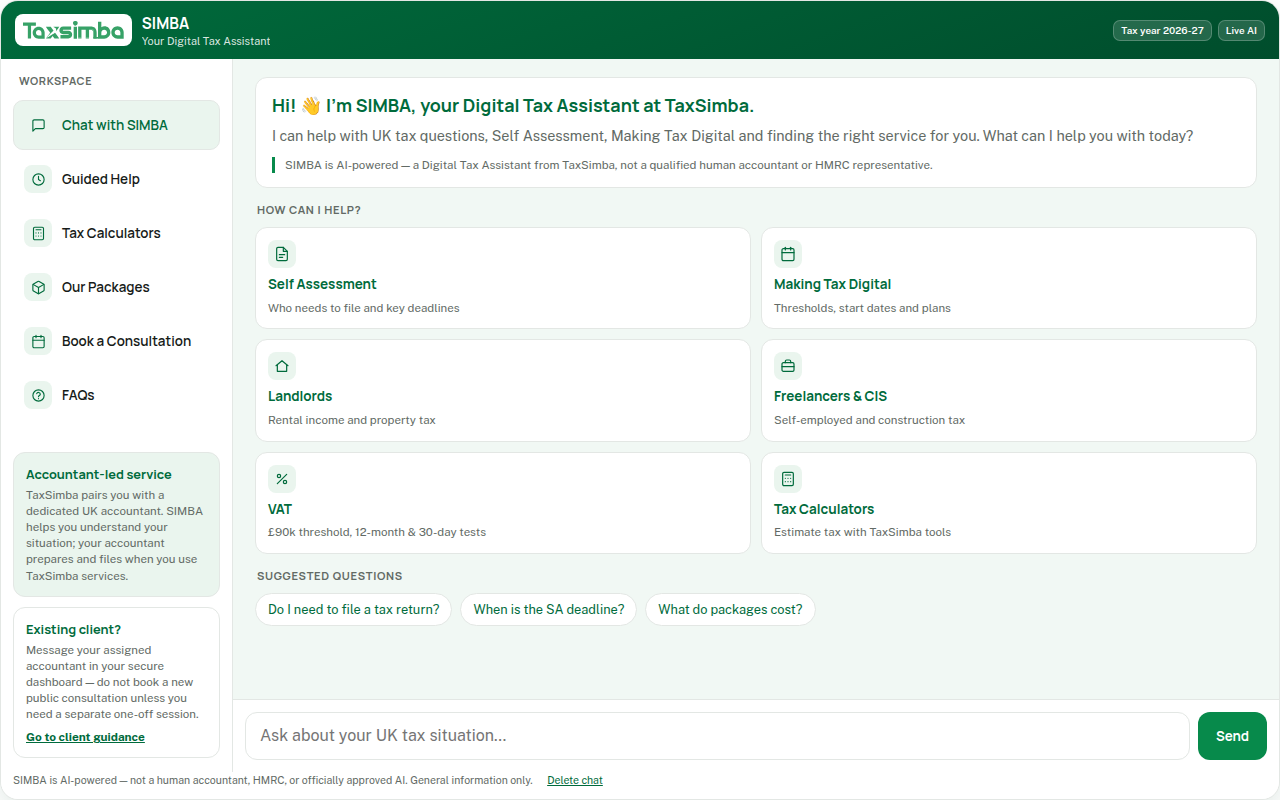 Taxsimba
SIMBA
Your Digital Tax Assistant
Tax year 2026-27
Live AI
WORKSPACE
Chat with SIMBA
Guided Help
Tax Calculators
Our Packages
Book a Consultation
FAQs
Accountant-led service
TaxSimba pairs you with a
dedicated UK accountant. SIMBA
helps you understand your
situation; your accountant
prepares and files when you use
TaxSimba services.
Existing client?
Message your assigned
accountant in your secure
dashboard — do not book a new
public consultation unless you
need a separate one-off session.
Go to client guidance
Hi! 👋 I'm SIMBA, your Digital Tax Assistant at TaxSimba.
I can help with UK tax questions, Self Assessment, Making Tax Digital and finding the right service for you. What can I help you with today?
SIMBA is AI-powered — a Digital Tax Assistant from TaxSimba, not a qualified human accountant or HMRC representative.
HOW CAN I HELP?
Self Assessment
Who needs to file and key deadlines
Making Tax Digital
Thresholds, start dates and plans
Landlords
Rental income and property tax
Freelancers & CIS
Self-employed and construction tax
VAT
£90k threshold, 12-month & 30-day tests
Tax Calculators
Estimate tax with TaxSimba tools
SUGGESTED QUESTIONS
Do I need to file a tax return?
When is the SA deadline?
What do packages cost?
Ask about your UK tax situation...
Send
SIMBA is AI-powered — not a human accountant, HMRC, or officially approved AI. General information only.
Delete chat